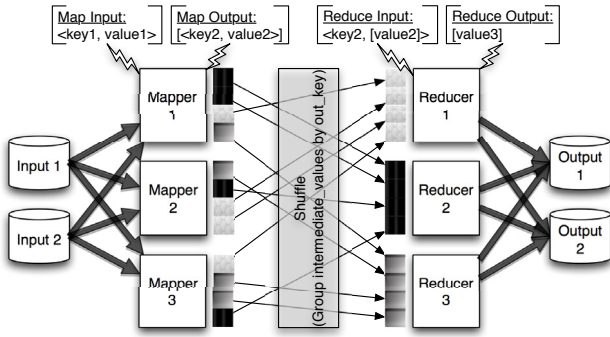 Map Input:
<key1, value1>
Map Output:
[<key2, value2>]
Reduce Input:
<key2, [value2]>
Reduce Output:
[value3]
Input 1
Input 2
Mapper
1
Mapper
2
Mapper
3
Shuffle
(Group intermediate_values by out_key)
Reducer
1
Reducer
2
Reducer
3
Output
1
Output
2